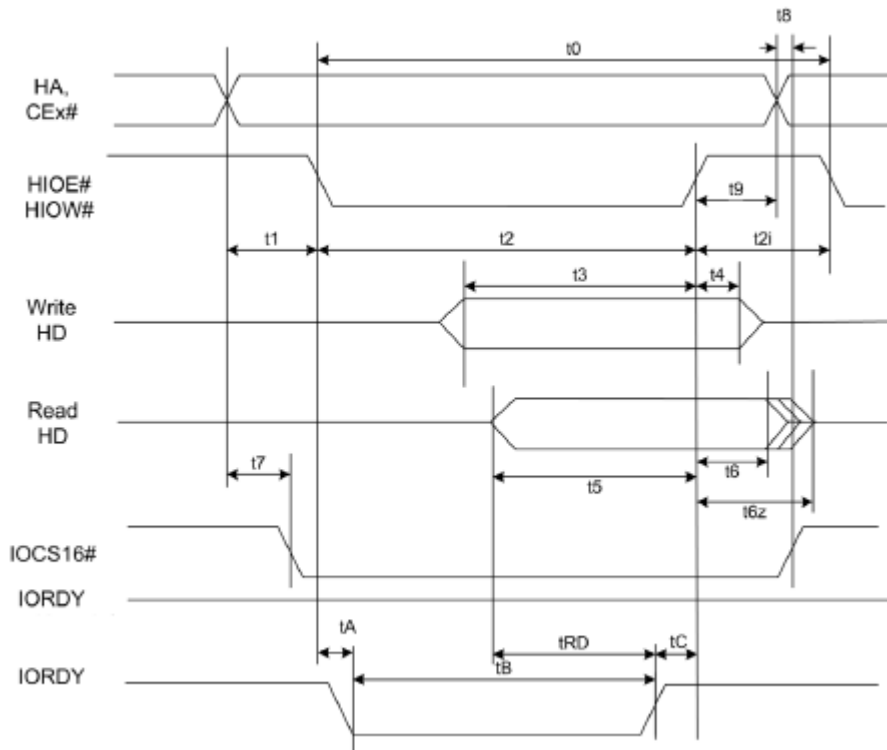 t8
t0
HA,
CEx#
HIOE#
HIOW#
t9
t1
t2
t2i
t3
t4
Write
HD
Read
HD
t7
t5
t6
t6z
IOCS16#
IORDY
tA
tRD
tC
tB
IORDY